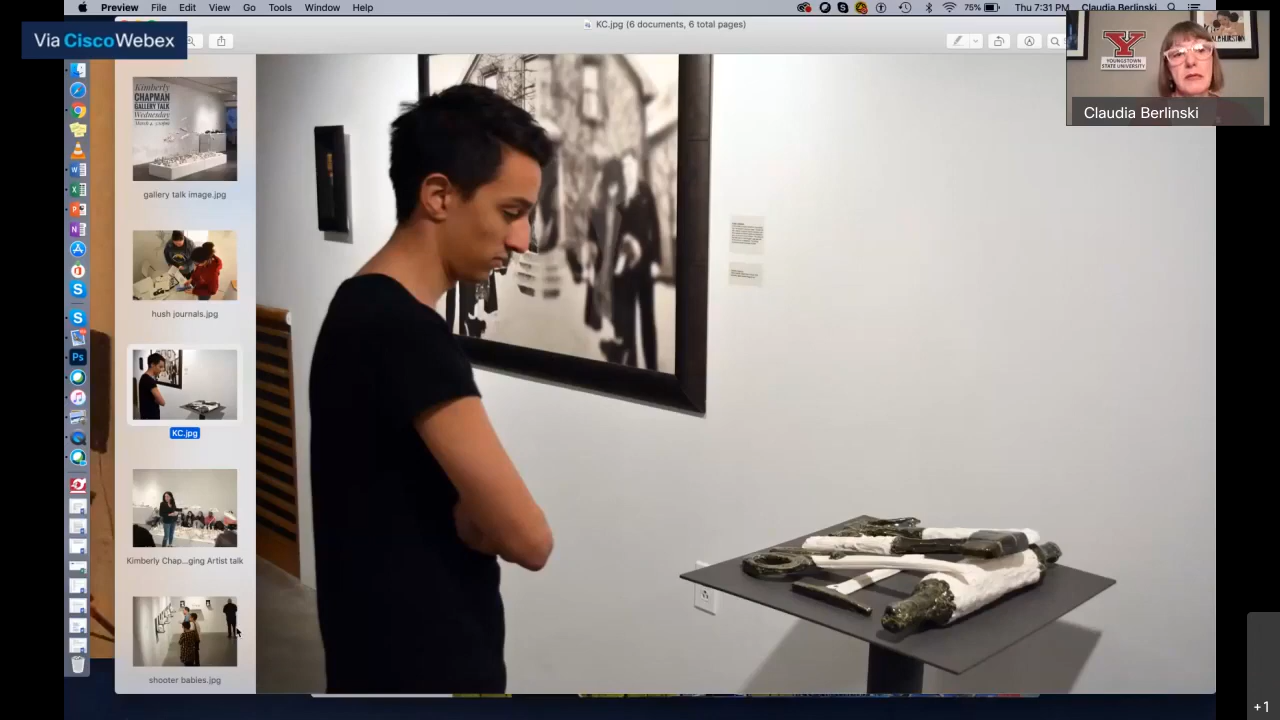 Preview File Edit View Go Tools Window Help
75% Thu 7:31 PM Claudia Berlinski
KC.jpg (6 documents, 6 total pages)
Via Cisco Webex
Y
YOUNGSTOWN
STATE UNIVERSITY
Claudia Berlinski
Kimberly
CHAPMAN
GALLERY TALK
Wednesday
gallery talk image.jpg
hush journals.jpg
KC.jpg
Kimberly Chap...ging Artist talk
shooter babies.jpg
W
X
P
N
S
S
Ps
+1